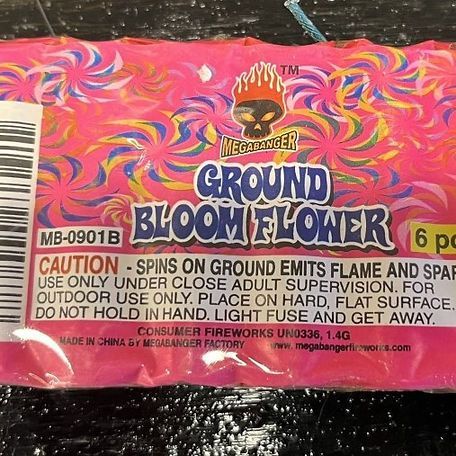 TM
MEGABANGER
GROUND
BLOOM FLOWER
MB-0901B
6
CAUTION - SPINS ON GROUND EMITS FLAME AND
USE ONLY UNDER CLOSE ADULT SUPERVISION. FOR
OUTDOOR USE ONLY. PLACE ON HARD, FLAT SURFACE.
DO NOT HOLD IN HAND. LIGHT FUSE AND GET AWAY.
CONSUMER FIREWORKS UN0336, 1.4G
MADE IN CHINA BY MEGABANGER FACTORY www.megabangerfireworks.com